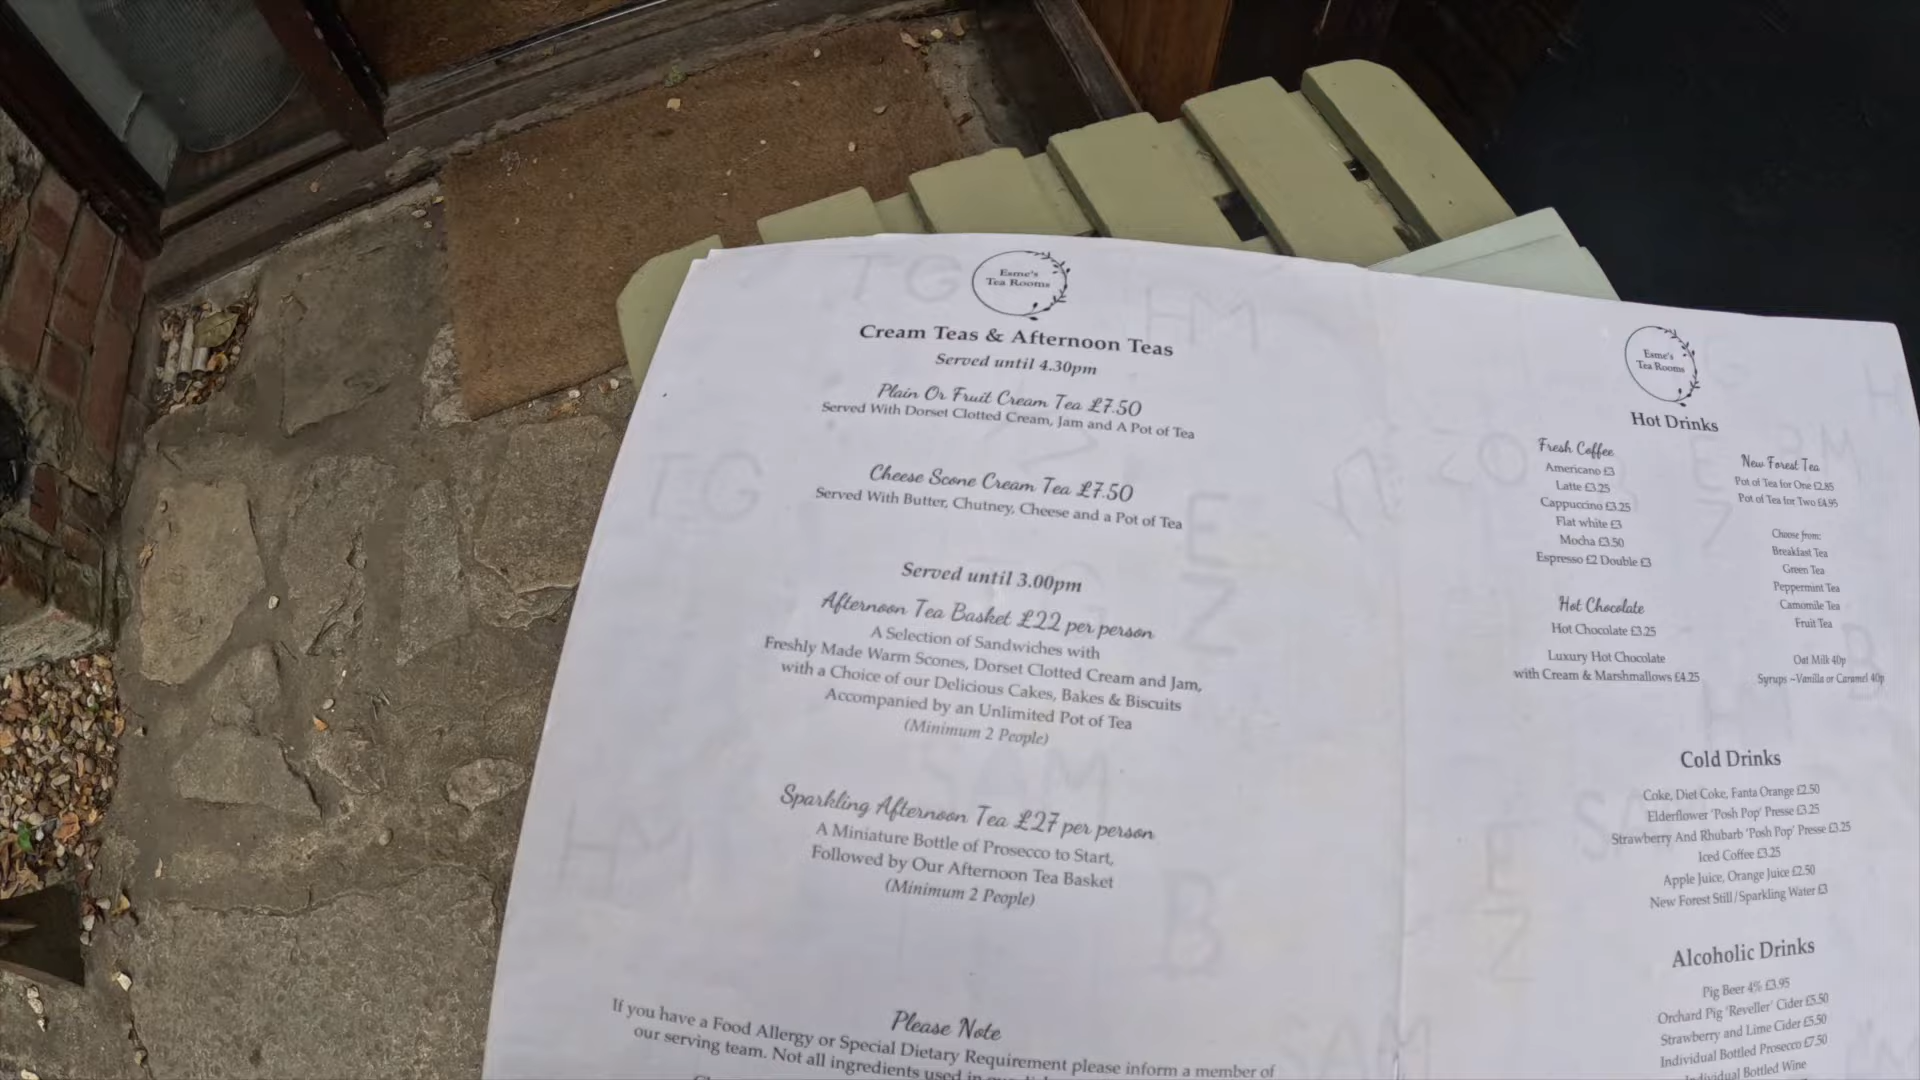 Esme's
Tea Rooms
Cream Teas & Afternoon Teas
Served until 4.30pm
Plain Or Fruit Cream Tea £7.50
Served With Dorset Clotted Cream, Jam and A Pot of Tea
Cheese Scone Cream Tea £7.50
Served With Butter, Chutney, Cheese and a Pot of Tea
Served until 3.00pm
Afternoon Tea Basket £22 per person
A Selection of Sandwiches with
Freshly Made Warm Scones, Dorset Clotted Cream and Jam,
with a Choice of our Delicious Cakes, Bakes & Biscuits
Accompanied by an Unlimited Pot of Tea
(Minimum 2 People)
Sparkling Afternoon Tea £27 per person
A Miniature Bottle of Prosecco to Start,
Followed by Our Afternoon Tea Basket
(Minimum 2 People)
Please Note
If you have a Food Allergy or Special Dietary Requirement please inform a member of
our serving team. Not all ingredients used in
Esme's
Tea Rooms
Hot Drinks
Fresh Coffee
Americano £3
Latte £3.25
Cappuccino £3.25
Flat white £3
Mocha £3.50
Espresso £2 Double £3
Hot Chocolate
Hot Chocolate £3.25
Luxury Hot Chocolate
with Cream & Marshmallows £4.25
New Forest Tea
Pot of Tea for One £2.85
Pot of Tea for Two £4.95
Choose from:
Breakfast Tea
Green Tea
Peppermint Tea
Camomile Tea
Fruit Tea
Oat Milk 40p
Syrups ~Vanilla or Caramel 40p
Cold Drinks
Coke, Diet Coke, Fanta Orange £2.50
Elderflower 'Posh Pop' Presse £3.25
Strawberry And Rhubarb 'Posh Pop' Presse £3.25
Iced Coffee £3.25
Apple Juice, Orange Juice £2.50
New Forest Still/Sparkling Water £3
Alcoholic Drinks
Pig Beer 4% £3.95
Orchard Pig 'Reveller' Cider £5.50
Strawberry and Lime Cider £5.50
Individual Bottled Prosecco £7.50
Individual Bottled Wine